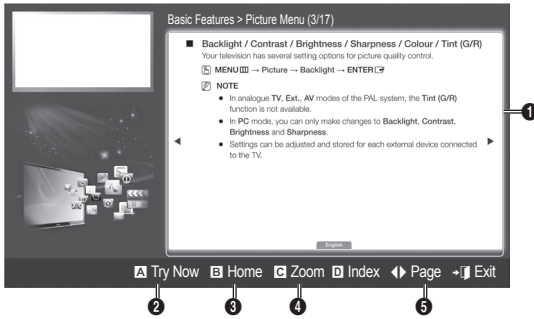 Basic Features > Picture Menu (3/17)
■ Backlight / Contrast / Brightness / Sharpness / Colour / Tint (G/R)
Your television has several setting options for picture quality control.
MENU → Picture → Backlight → ENTER
NOTE
● In analogue TV, Ext., AV modes of the PAL system, the Tint (G/R)
function is not available.
● In PC mode, you can only make changes to Backlight, Contrast,
Brightness and Sharpness.
● Settings can be adjusted and stored for each external device connected
to the TV.
◀ ▶
1
English
A Try Now B Home C Zoom D Index ◀▶ Page Exit
2 3 4 5